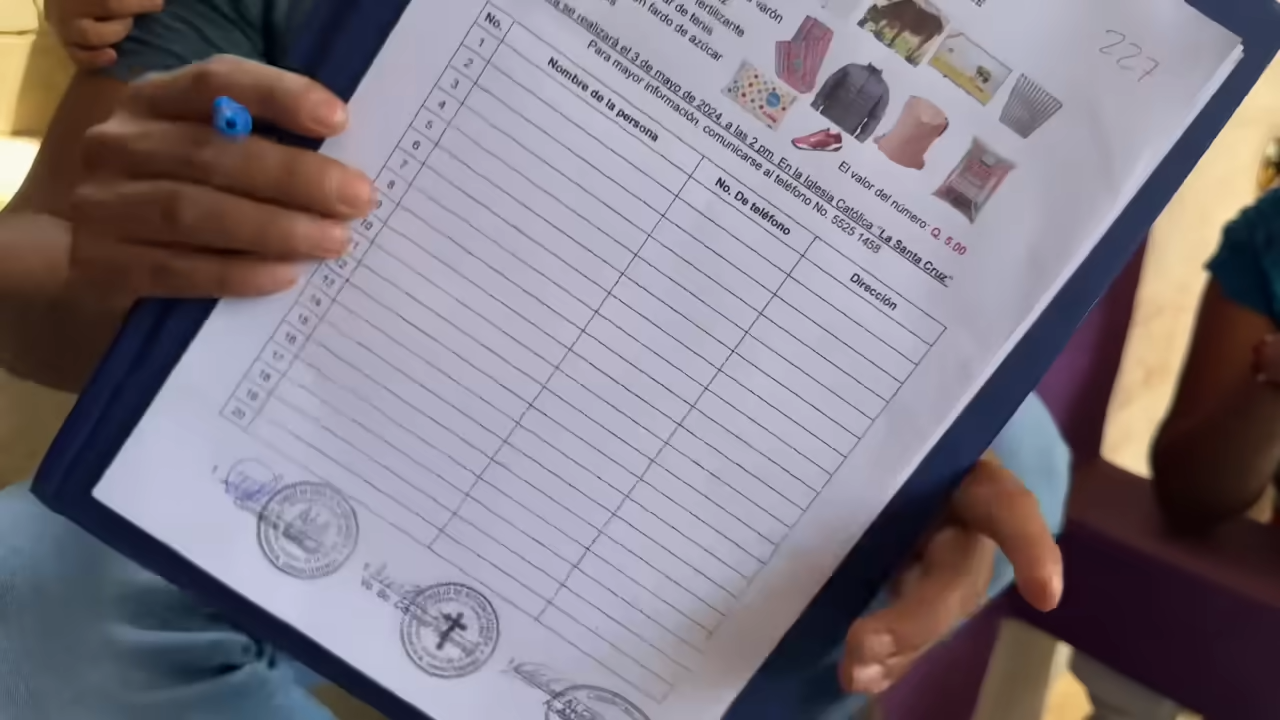 227
varón
fertilizante
de tenis
fardo de azúcar
se realizará el 3 de mayo de 2024, a las 2 pm. En la Iglesia Católica "La Santa Cruz"
Para mayor información, comunicarse al teléfono No. 5525 1458
El valor del número: Q. 5.00
No. Nombre de la persona No. De teléfono Dirección
1
2
3
4
5
6
7
8
9
10
12
13
14
15
16
17
18
19
20